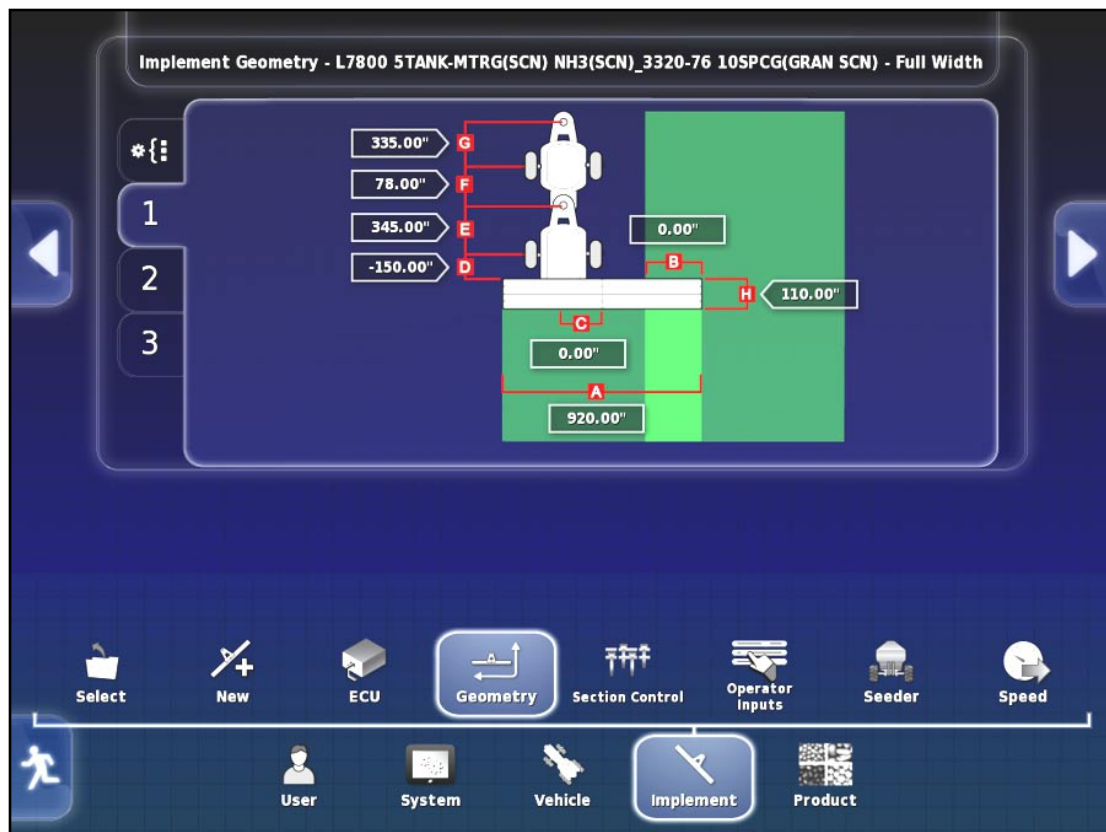 Implement Geometry - L7800 5TANK-MTRG(SCN) NH3(SCN)_3320-76 10SPCG(GRAN SCN) - Full Width
1
2
3
335.00" G
78.00" F
345.00" E
-150.00" D
0.00"
B
H 110.00"
C
0.00"
A
920.00"
Select
New
ECU
Geometry
Section Control
Operator
Inputs
Seeder
Speed
User
System
Vehicle
Implement
Product